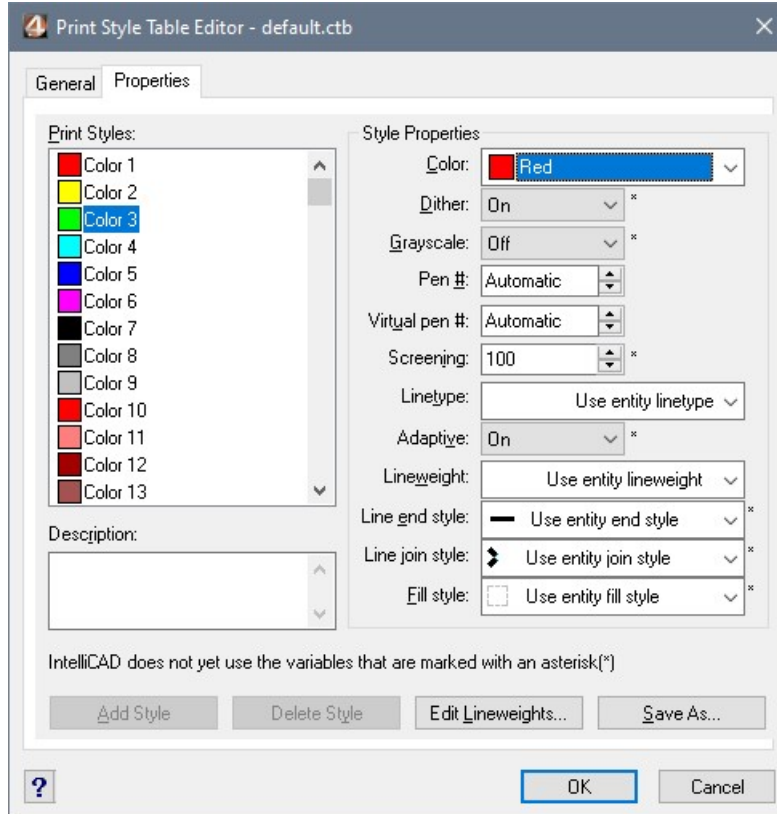 Print Style Table Editor - default.ctb
General
Properties
Print Styles:
Color 1
Color 2
Color 3
Color 4
Color 5
Color 6
Color 7
Color 8
Color 9
Color 10
Color 11
Color 12
Color 13
Description:
Style Properties
Color: Red
Dither: On *
Grayscale: Off *
Pen #: Automatic
Virtual pen #: Automatic
Screening: 100 *
Linetype: Use entity linetype
Adaptive: On *
Lineweight: Use entity lineweight
Line end style: Use entity end style *
Line join style: Use entity join style *
Fill style: Use entity fill style *
IntelliCAD does not yet use the variables that are marked with an asterisk(*)
Add Style Delete Style Edit Lineweights... Save As...
? OK Cancel